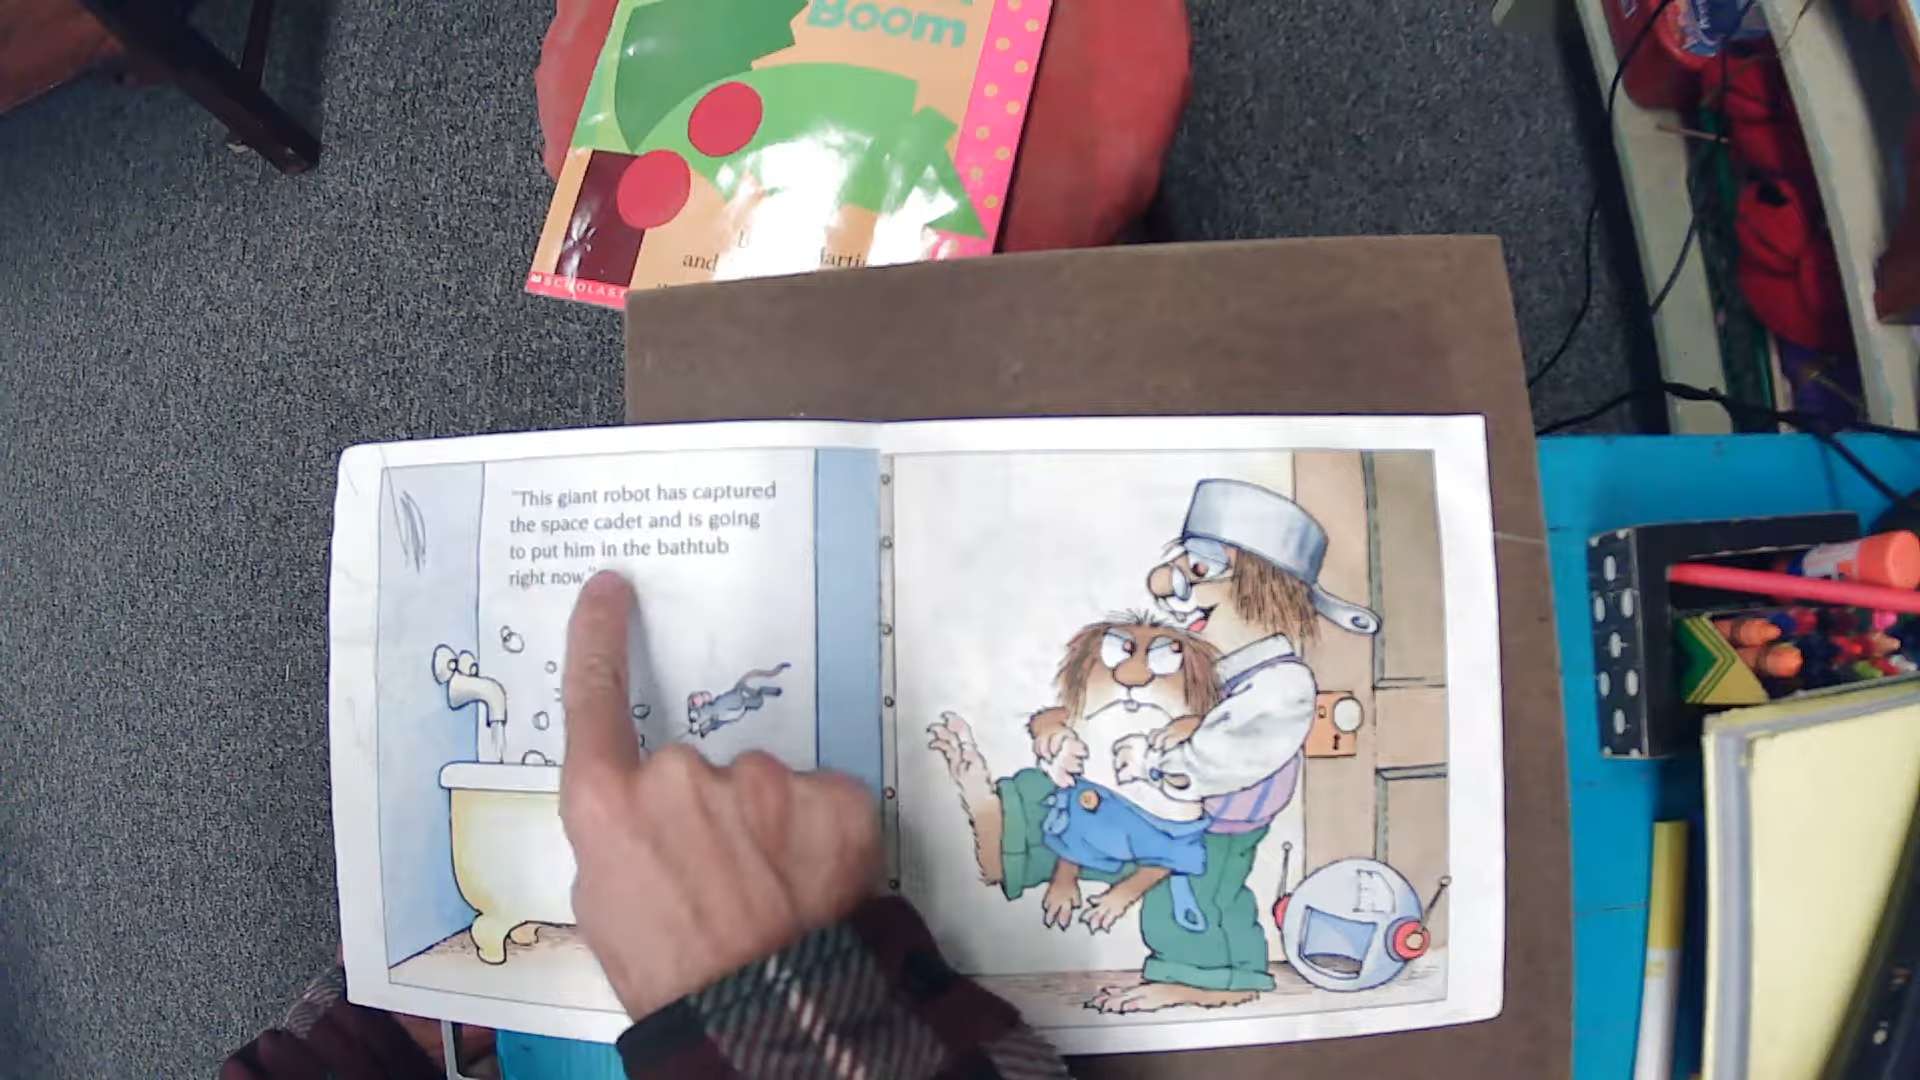 Boom
and
SCHOLAST
"This giant robot has captured
the space cadet and is going
to put him in the bathtub
right now."